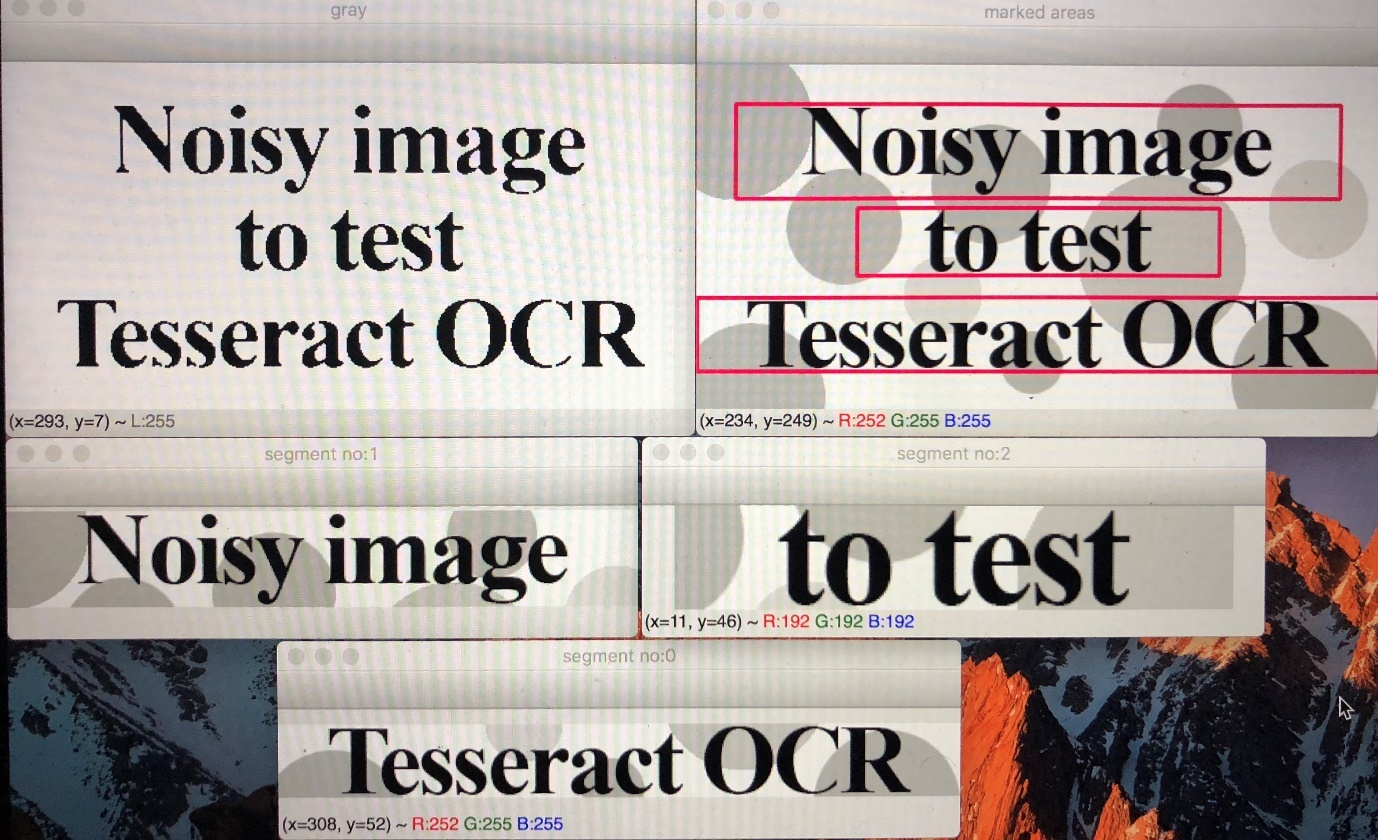 gray
marked areas
Noisy image
to test
Tesseract OCR
(x=293, y=7) ~ L:255
Noisy image
to test
Tesseract OCR
(x=234, y=249) ~ R:252 G:255 B:255
segment no:1
segment no:2
Noisy image
to test
(x=11, y=46) ~ R:192 G:192 B:192
segment no:0
Tesseract OCR
(x=308, y=52) ~ R:252 G:255 B:255